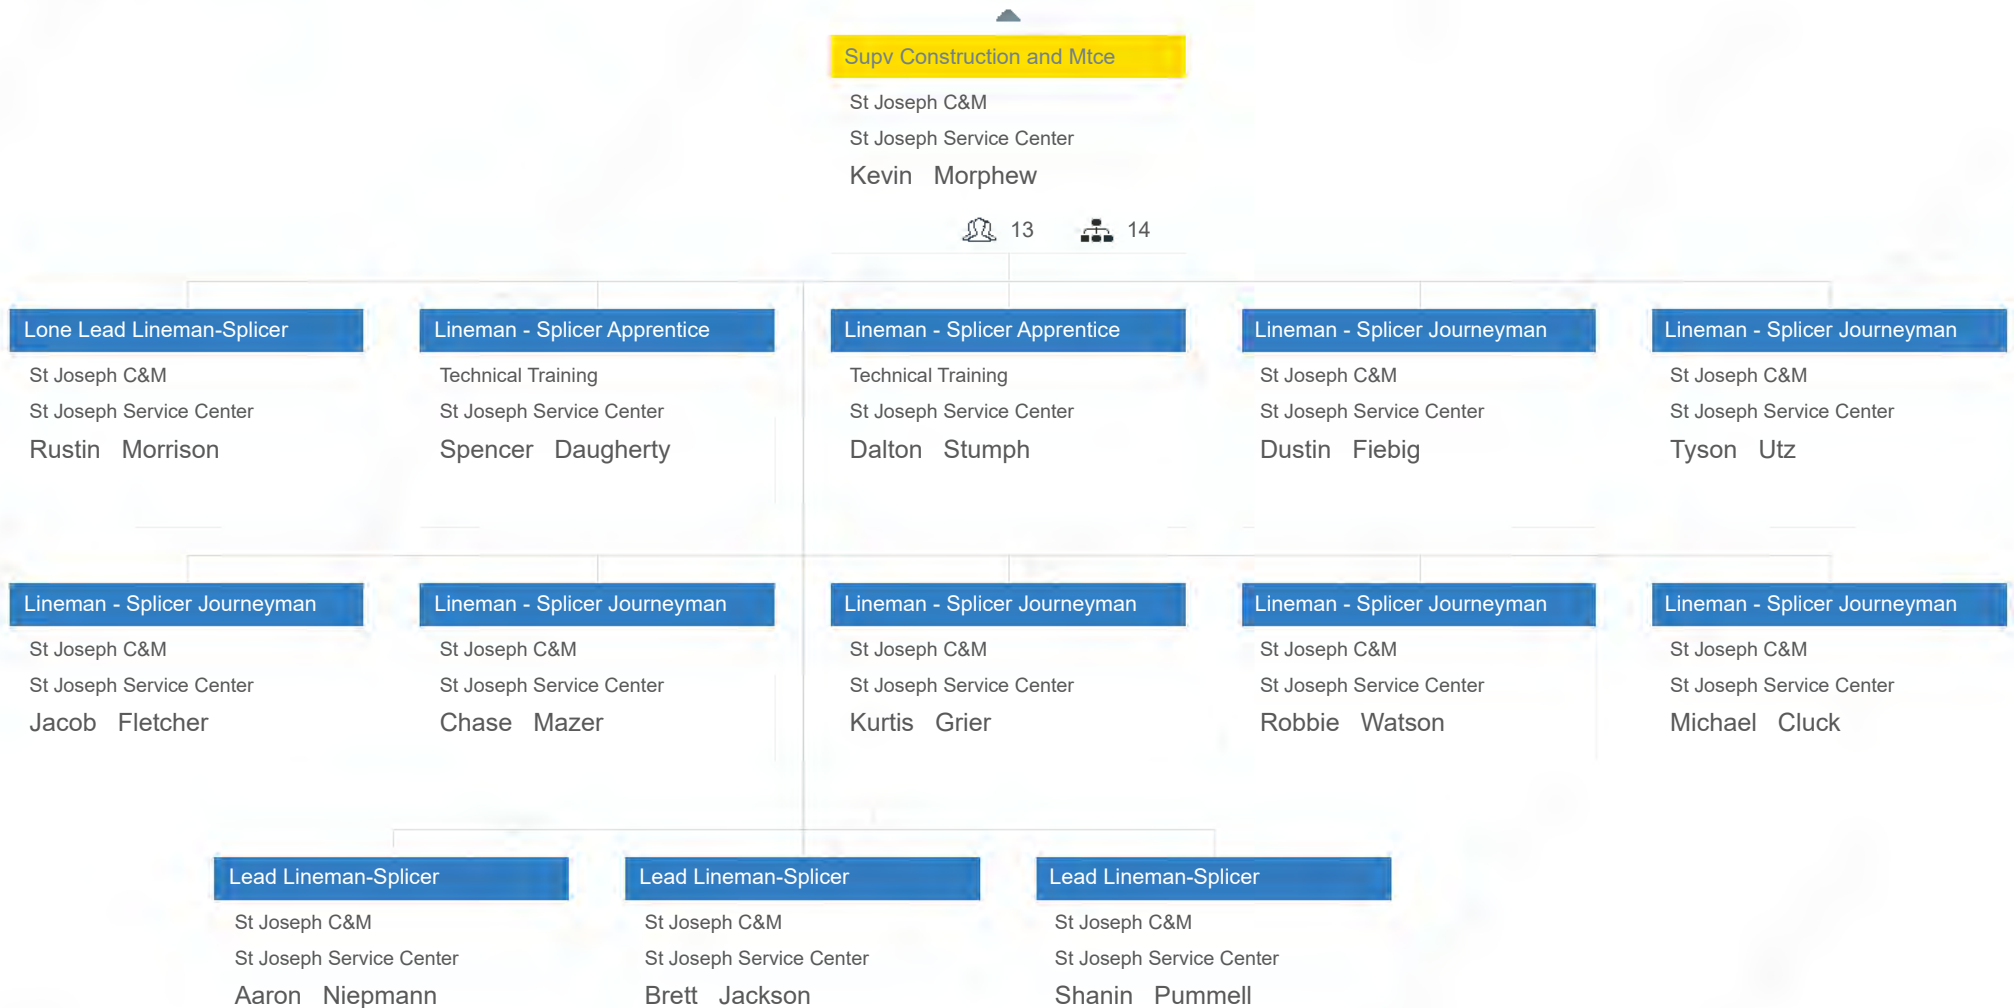 Supv Construction and Mtce
St Joseph C&M
St Joseph Service Center
Kevin Morphew
13 14
Lone Lead Lineman-Splicer
St Joseph C&M
St Joseph Service Center
Rustin Morrison
Lineman - Splicer Apprentice
Technical Training
St Joseph Service Center
Spencer Daugherty
Lineman - Splicer Apprentice
Technical Training
St Joseph Service Center
Dalton Stumph
Lineman - Splicer Journeyman
St Joseph C&M
St Joseph Service Center
Dustin Fiebig
Lineman - Splicer Journeyman
St Joseph C&M
St Joseph Service Center
Tyson Utz
Lineman - Splicer Journeyman
St Joseph C&M
St Joseph Service Center
Jacob Fletcher
Lineman - Splicer Journeyman
St Joseph C&M
St Joseph Service Center
Chase Mazer
Lineman - Splicer Journeyman
St Joseph C&M
St Joseph Service Center
Kurtis Grier
Lineman - Splicer Journeyman
St Joseph C&M
St Joseph Service Center
Robbie Watson
Lineman - Splicer Journeyman
St Joseph C&M
St Joseph Service Center
Michael Cluck
Lead Lineman-Splicer
St Joseph C&M
St Joseph Service Center
Aaron Niepmann
Lead Lineman-Splicer
St Joseph C&M
St Joseph Service Center
Brett Jackson
Lead Lineman-Splicer
St Joseph C&M
St Joseph Service Center
Shanin Pummell